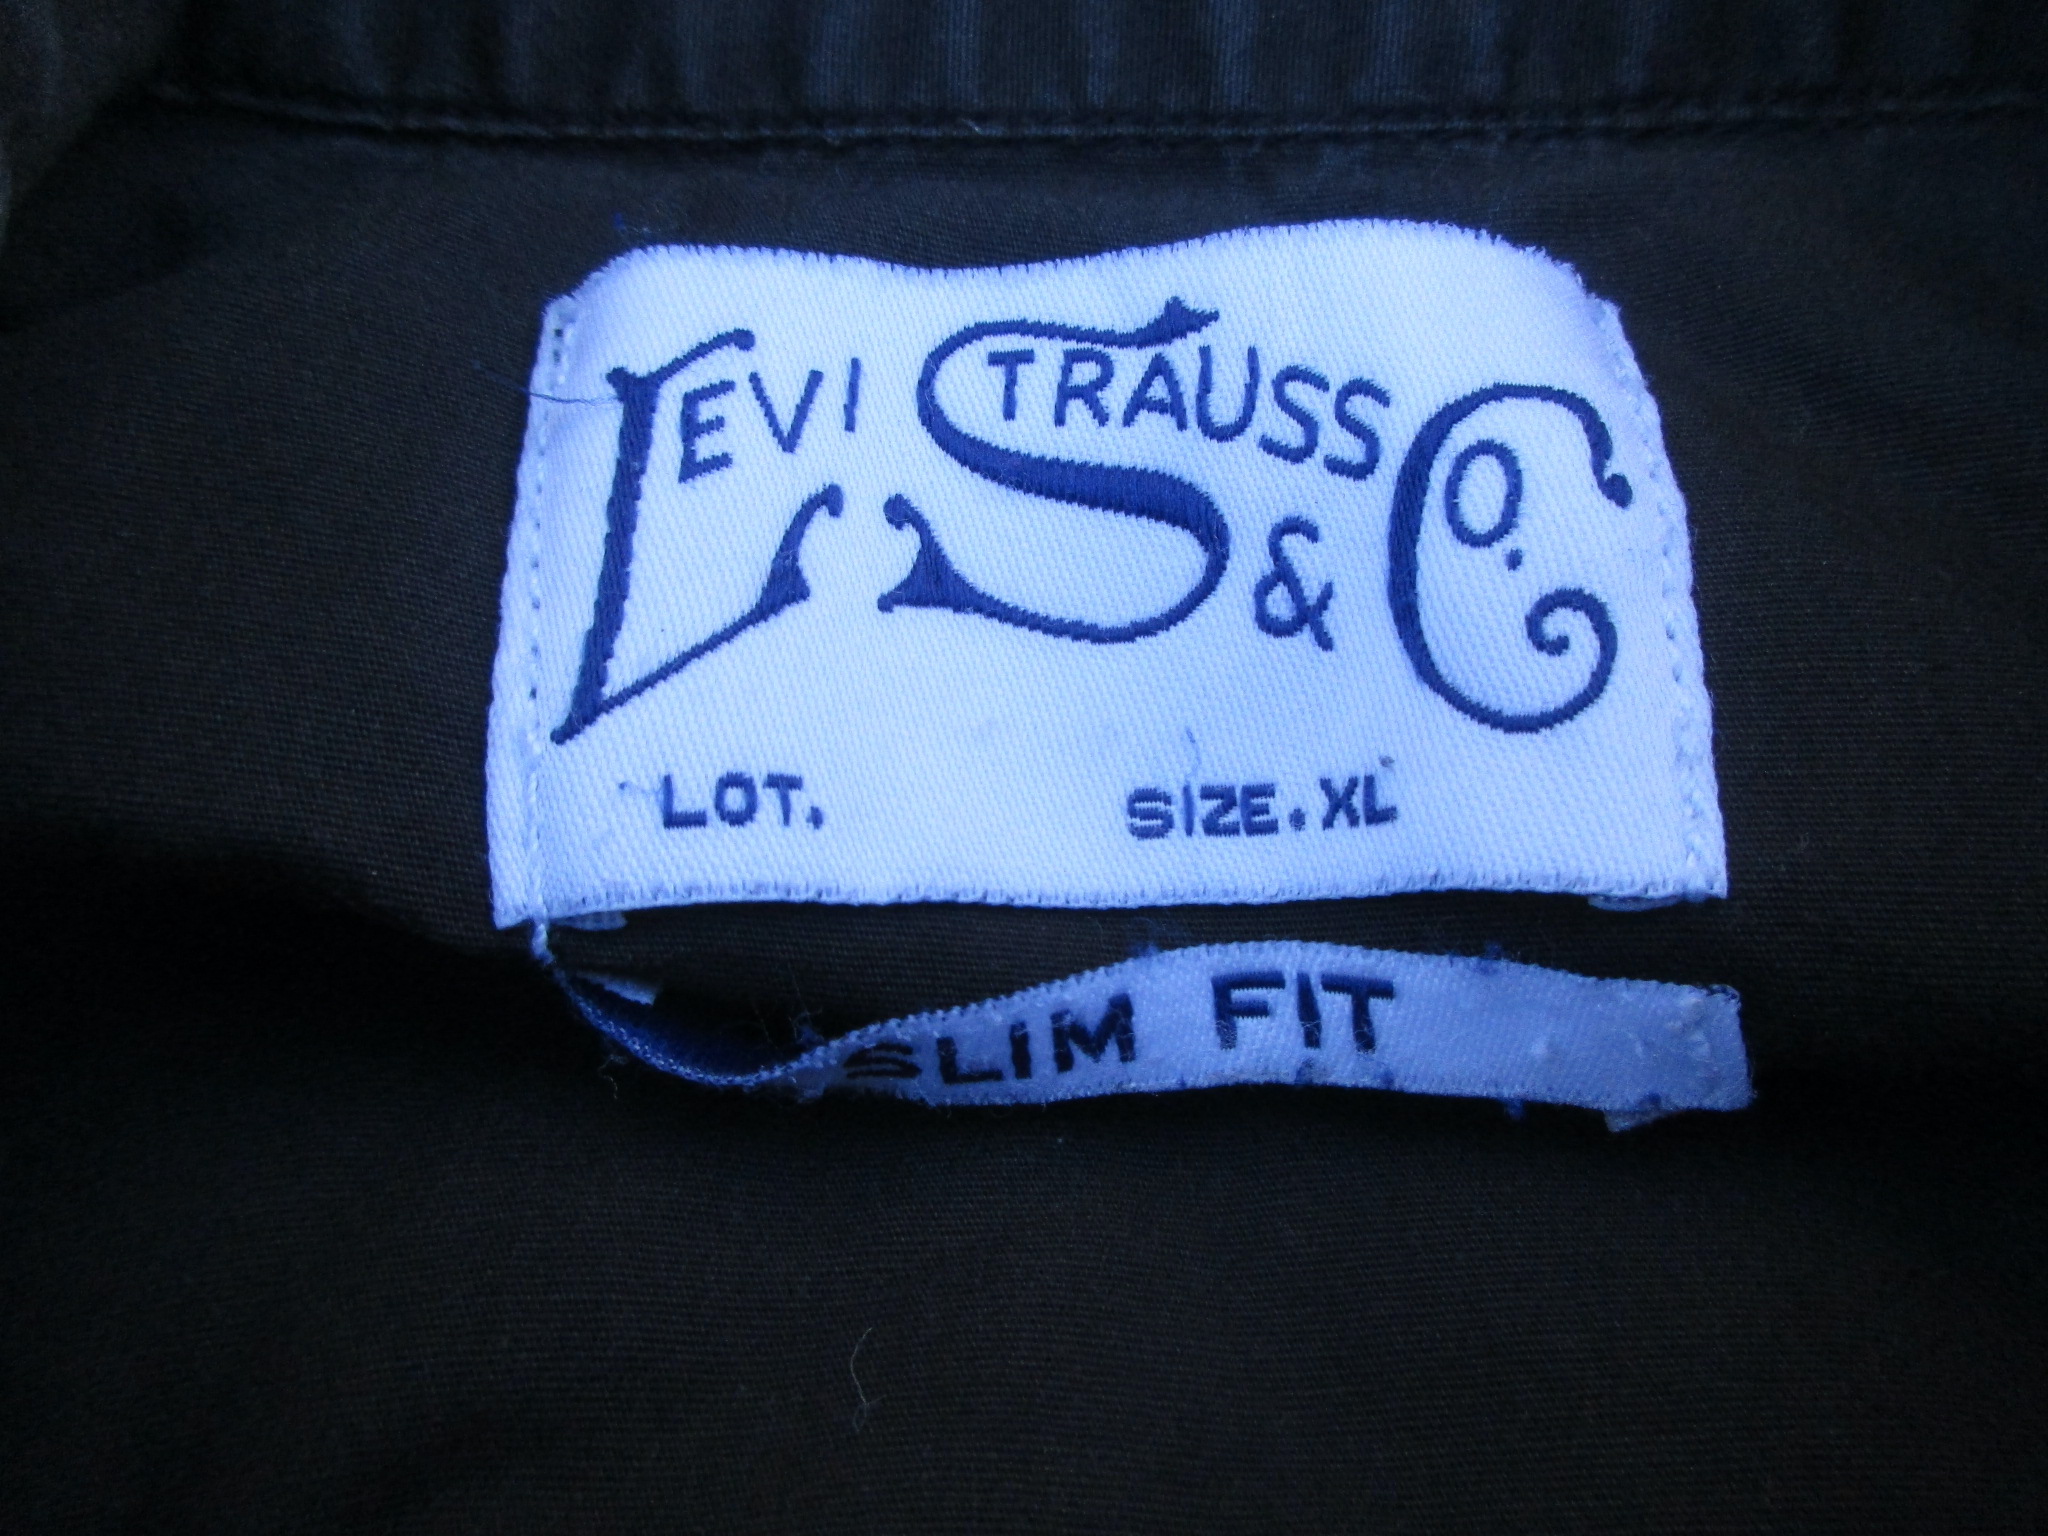 LEVI STRAUSS & CO.
LOT. SIZE.XL
SLIM FIT